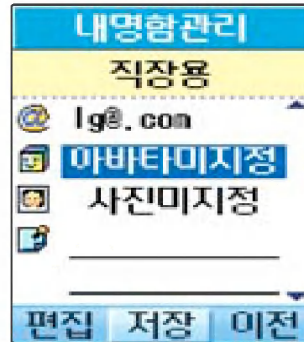 내명함관리
직장용
lg@.com
아바타미지정
사진미지정
편집 저장 이전